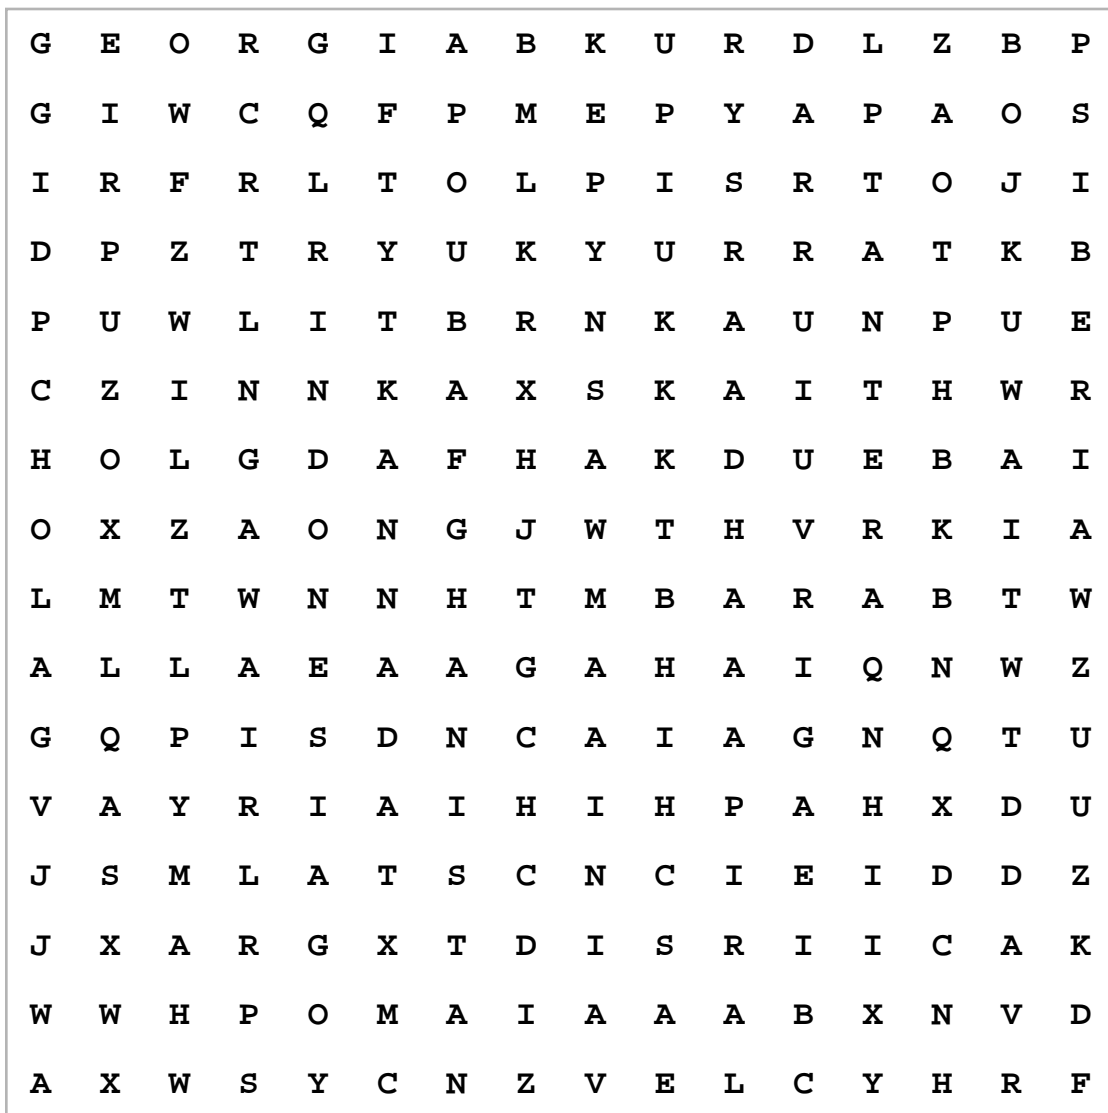 G E O R G I A B K U R D L Z B P
G I W C Q F P M E P Y A P A O S
I R F R L T O L P I S R T O J I
D P Z T R Y U K Y U R R A T K B
P U W L I T B R N K A U N P U E
C Z I N N K A X S K A I T H W R
H O L G D A F H A K D U E B A I
O X Z A O N G J W T H V R K I A
L M T W N N H T M B A R A B T W
A L L A E A A G A H A I Q N W Z
G Q P I S D N C A I A G N Q T U
V A Y R I A I H I H P A H X D U
J S M L A T S C N C I E I D D Z
J X A R G X T D I S R I I C A K
W W H P O M A I A A A B X N V D
A X W S Y C N Z V E L C Y H R F